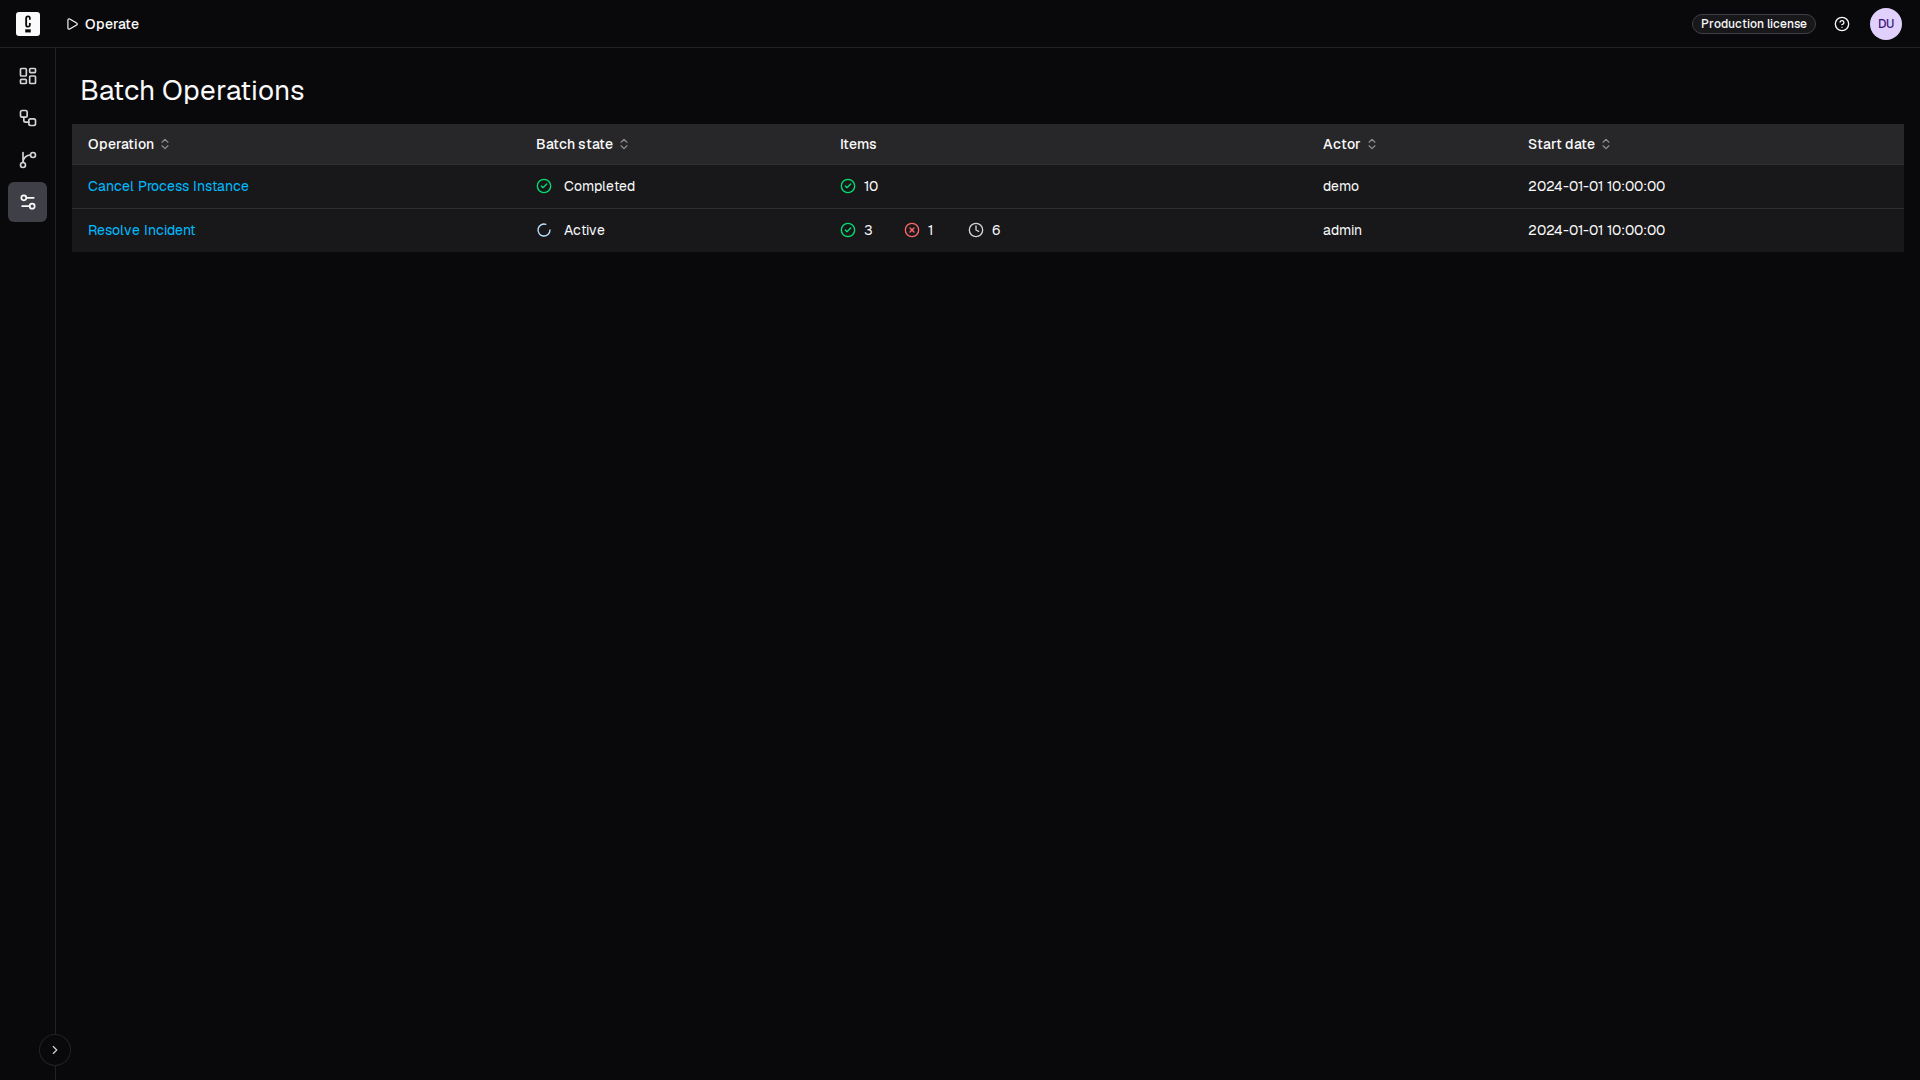 Operate
Production license
DU
Batch Operations
Operation Batch state Items Actor Start date
Cancel Process Instance Completed 10 demo 2024-01-01 10:00:00
Resolve Incident Active 3 1 6 admin 2024-01-01 10:00:00